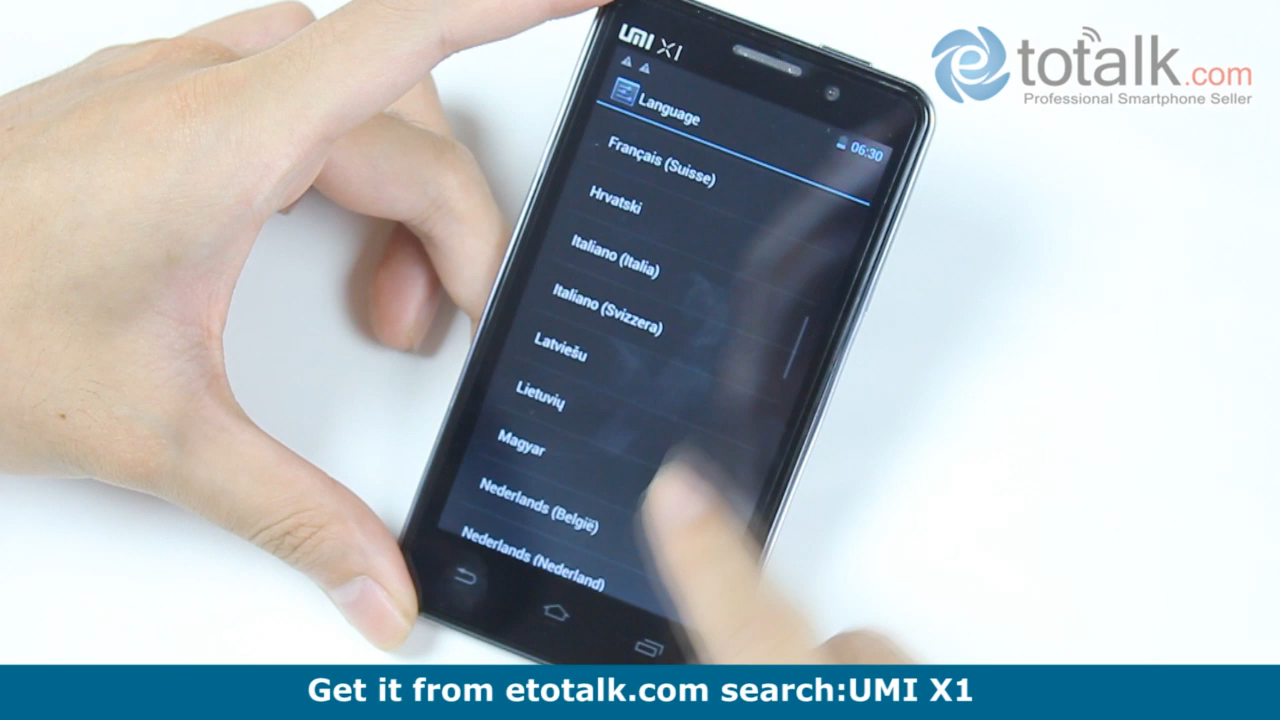 UMI X1
etotalk.com
Professional Smartphone Seller
06:30
Language
Français (Suisse)
Hrvatski
Italiano (Italia)
Italiano (Svizzera)
Latviešu
Lietuvių
Magyar
Nederlands (België)
Nederlands (Nederland)
Get it from etotalk.com search:UMI X1